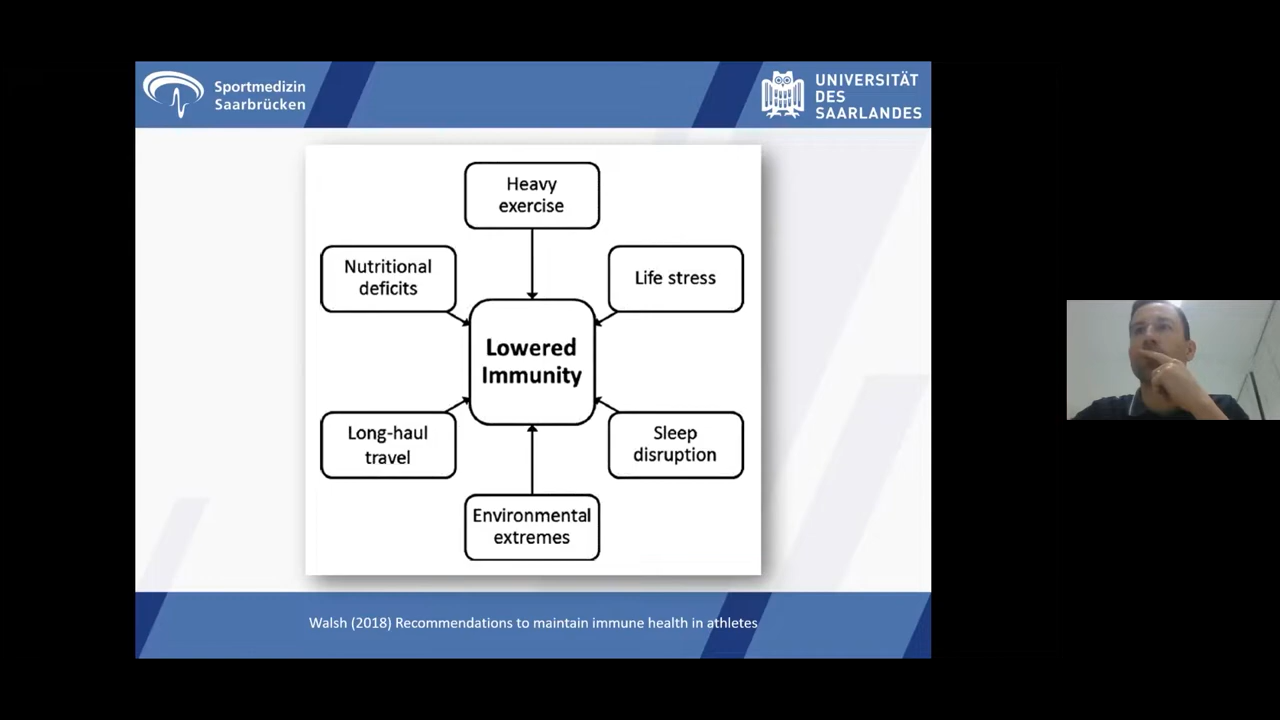 Sportmedizin
Saarbrücken
UNIVERSITÄT
DES
SAARLANDES
Heavy
exercise
Nutritional
deficits
Life stress
Lowered
Immunity
Long-haul
travel
Sleep
disruption
Environmental
extremes
Walsh (2018) Recommendations to maintain immune health in athletes